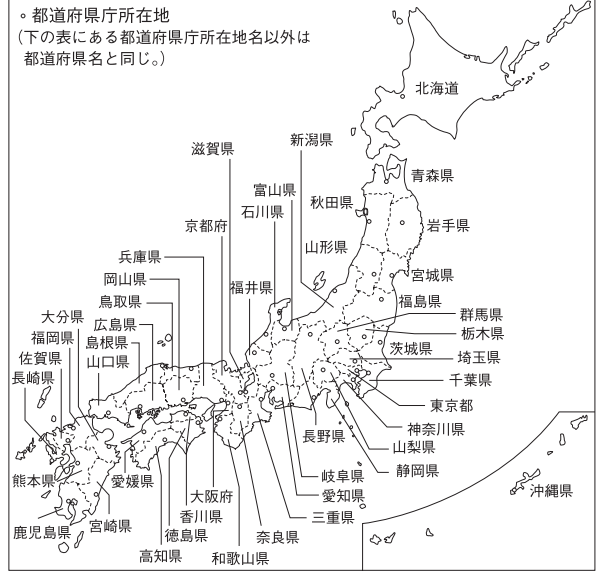 。都道府県庁所在地
（下の表にある都道府県庁所在地名以外は
都道府県名と同じ。）
北海道
新潟県
滋賀県
青森県
富山県
秋田県
石川県
岩手県
京都府
山形県
兵庫県
宮城県
岡山県
福井県
福島県
鳥取県
群馬県
大分県
広島県
栃木県
福岡県
島根県
茨城県
佐賀県
埼玉県
山口県
長崎県
千葉県
東京都
神奈川県
長野県
山梨県
静岡県
岐阜県
熊本県
愛媛県
大阪府
愛知県
沖縄県
香川県
三重県
鹿児島県
宮崎県
徳島県
奈良県
高知県
和歌山県